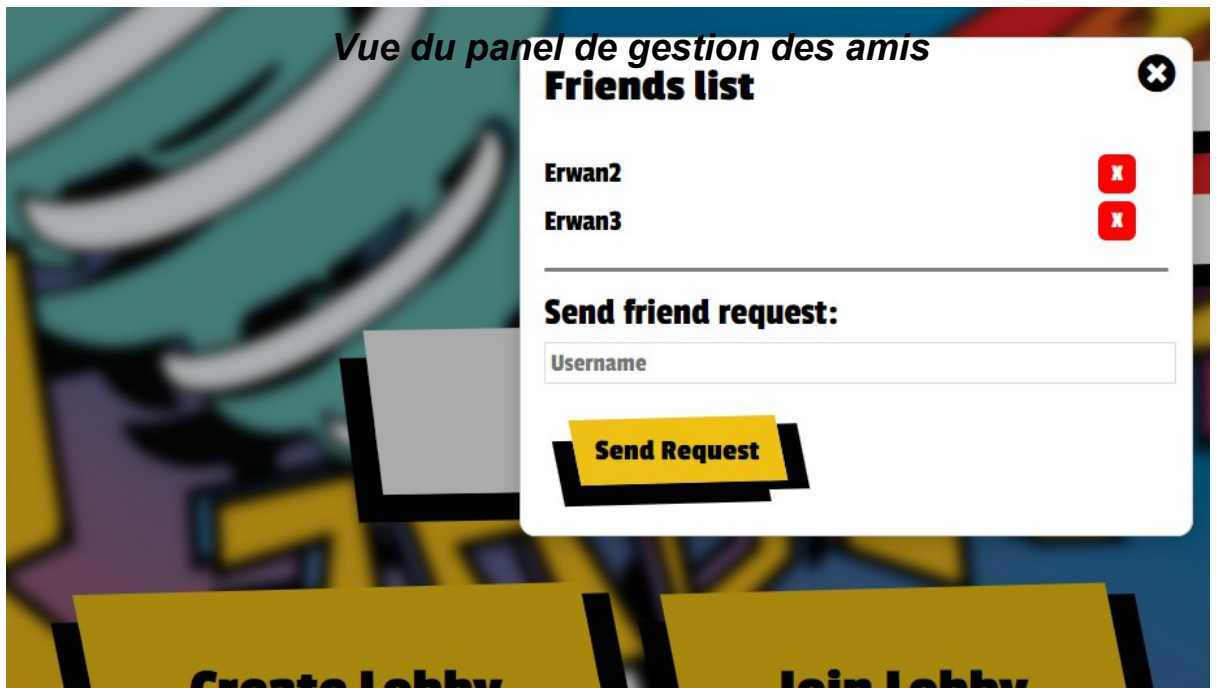 Vue du panel de gestion des amis
Friends list
Erwan2
X
Erwan3
X
Send friend request:
Username
Send Request
Create Lobby
Join Lobby